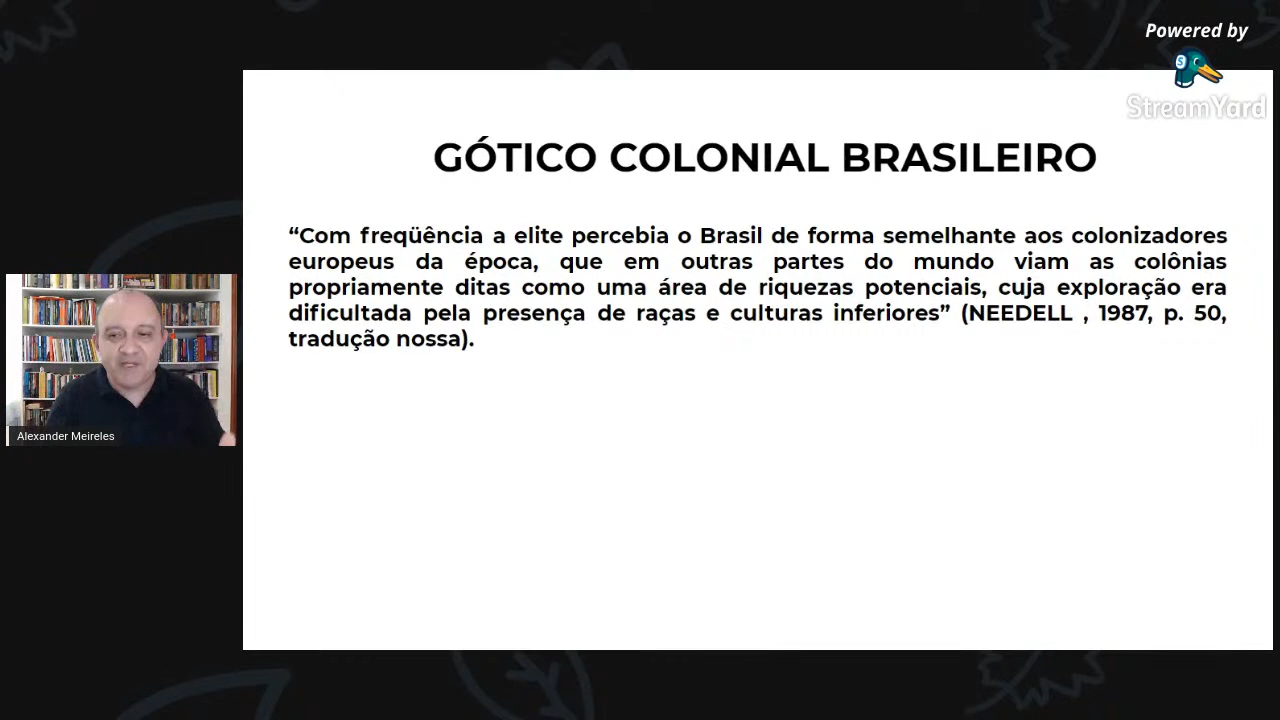 Powered by
StreamYard
GÓTICO COLONIAL BRASILEIRO
“Com freqüência a elite percebia o Brasil de forma semelhante aos colonizadores
europeus da época, que em outras partes do mundo viam as colônias
propriamente ditas como uma área de riquezas potenciais, cuja exploração era
dificultada pela presença de raças e culturas inferiores” (NEEDELL , 1987, p. 50,
tradução nossa).
Alexander Meireles